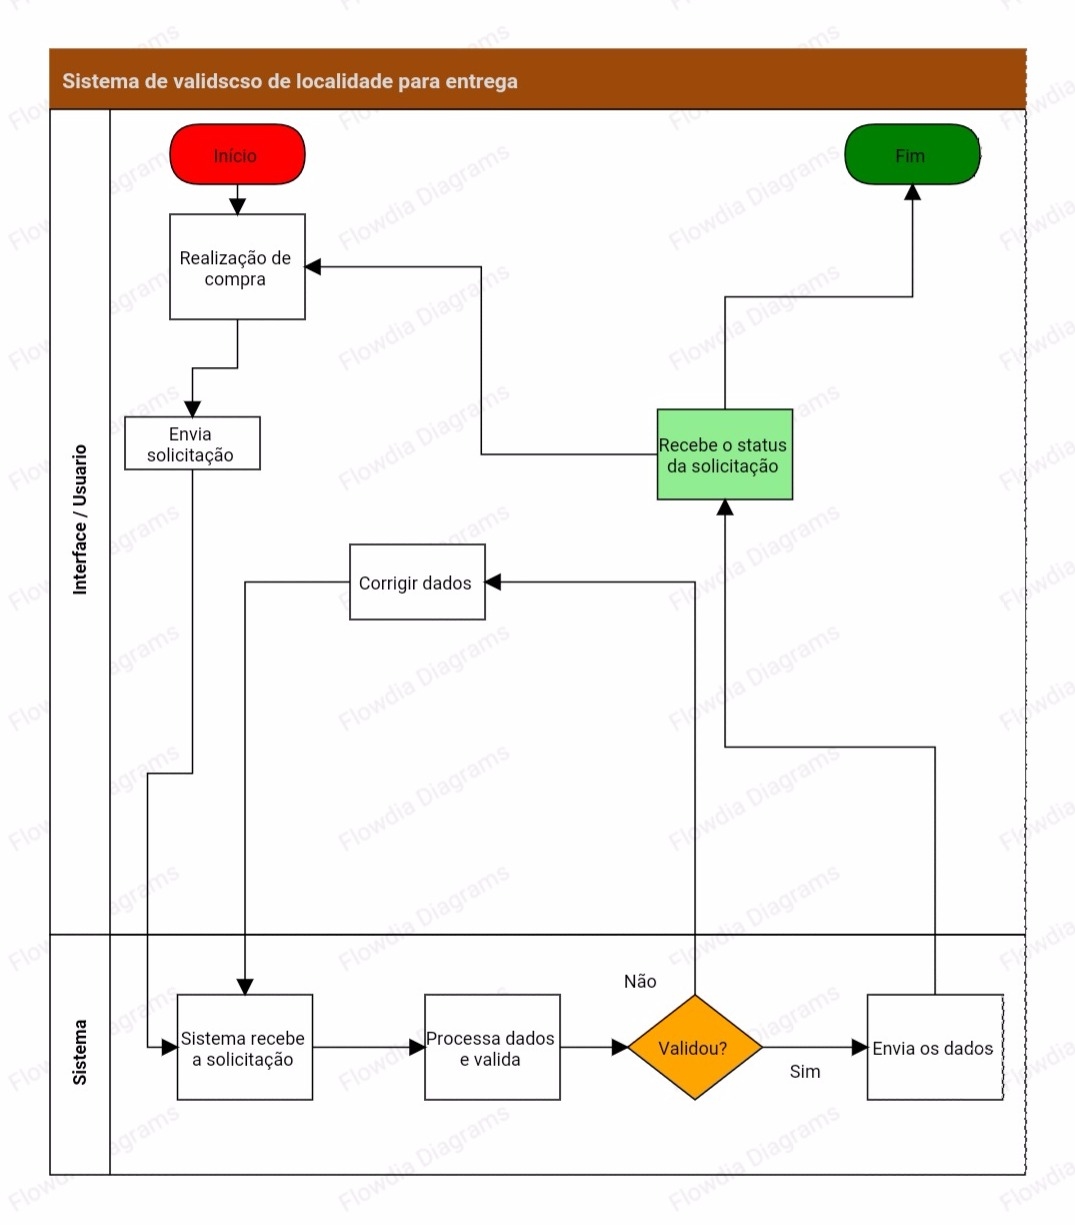 Sistema de validscso de localidade para entrega
Interface / Usuario
Início
Fim
Realização de
compra
Envia
solicitação
Recebe o status
da solicitação
Corrigir dados
Sistema
Não
Sistema recebe
a solicitação
Processa dados
e valida
Validou?
Sim
Envia os dados
Flowdia Diagrams